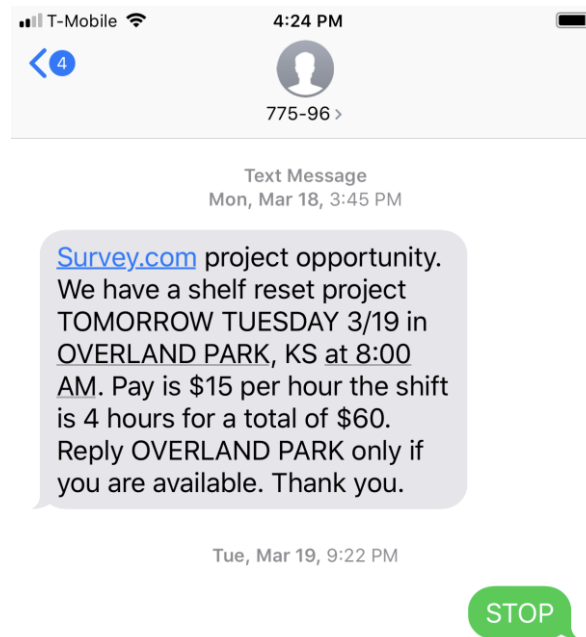 T-Mobile 4:24 PM
4
775-96 >
Text Message
Mon, Mar 18, 3:45 PM
Survey.com project opportunity.
We have a shelf reset project
TOMORROW TUESDAY 3/19 in
OVERLAND PARK, KS at 8:00
AM. Pay is $15 per hour the shift
is 4 hours for a total of $60.
Reply OVERLAND PARK only if
you are available. Thank you.
Tue, Mar 19, 9:22 PM
STOP